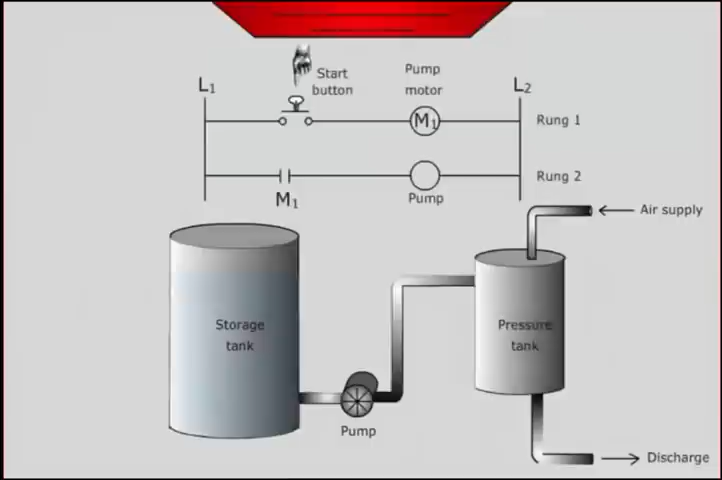 Start
button
Pump
motor
L1
L2
M1
Rung 1
Rung 2
M1
Pump
Air supply
Storage
tank
Pressure
tank
Pump
Discharge